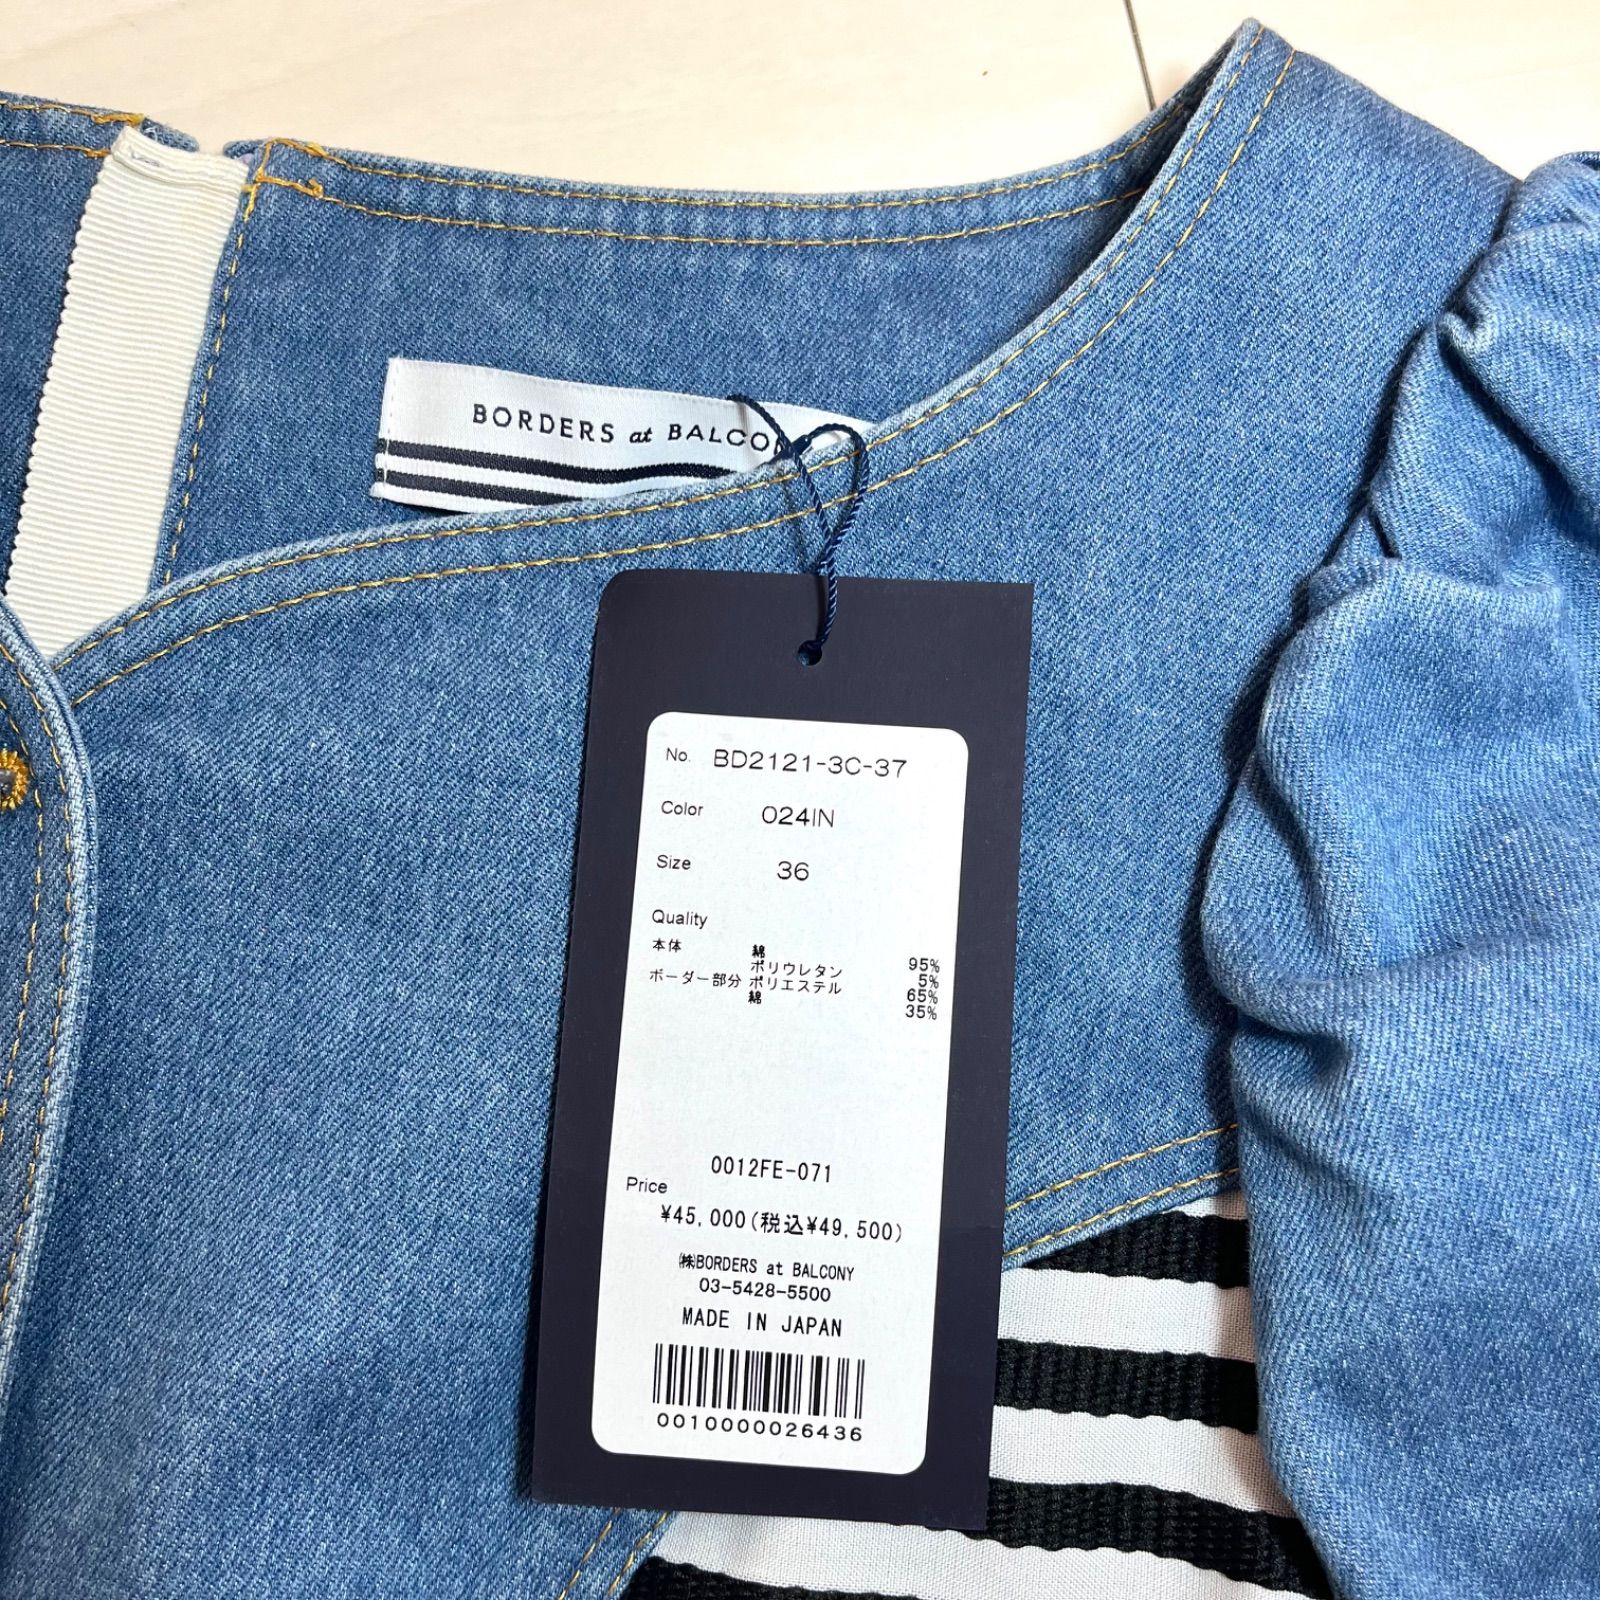 BORDERS at BALCO
No. BD2121-3C-37
Color 024IN
Size 36
Quality
本体 綿 95%
ポリウレタン 5%
ボーダー部分 ポリエステル 65%
綿 35%
0012FE-071
Price
¥45,000(税込¥49,500)
㈱BORDERS at BALCONY
03-5428-5500
MADE IN JAPAN
0010000026436